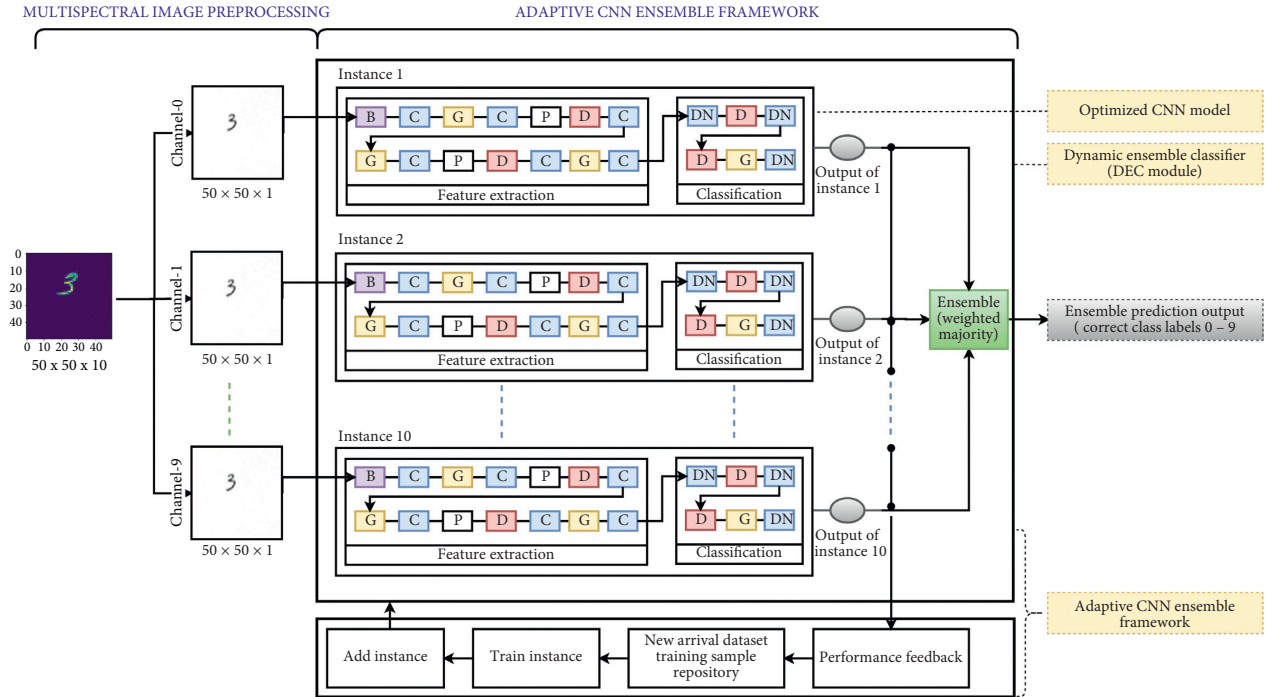 MULTISPECTRAL IMAGE PREPROCESSING
ADAPTIVE CNN ENSEMBLE FRAMEWORK
0
10
20
30
40
3
0 10 20 30 40
50 x 50 x 10
Channel-0
3
50 × 50 × 1
Channel-1
3
50 × 50 × 1
Channel-9
3
50 × 50 × 1
Instance 1
B C G C P D C
G C P D C G C
Feature extraction
DN D DN
D G DN
Classification
Output of
instance 1
Instance 2
B C G C P D C
G C P D C G C
Feature extraction
DN D DN
D G DN
Classification
Output of
instance 2
Instance 10
B C G C P D C
G C P D C G C
Feature extraction
DN D DN
D G DN
Classification
Output of
instance 10
Ensemble
(weighted
majority)
Optimized CNN model
Dynamic ensemble classifier
(DEC module)
Ensemble prediction output
( correct class labels 0 – 9
Adaptive CNN ensemble
framework
Add instance
Train instance
New arrival dataset
training sample
repository
Performance feedback